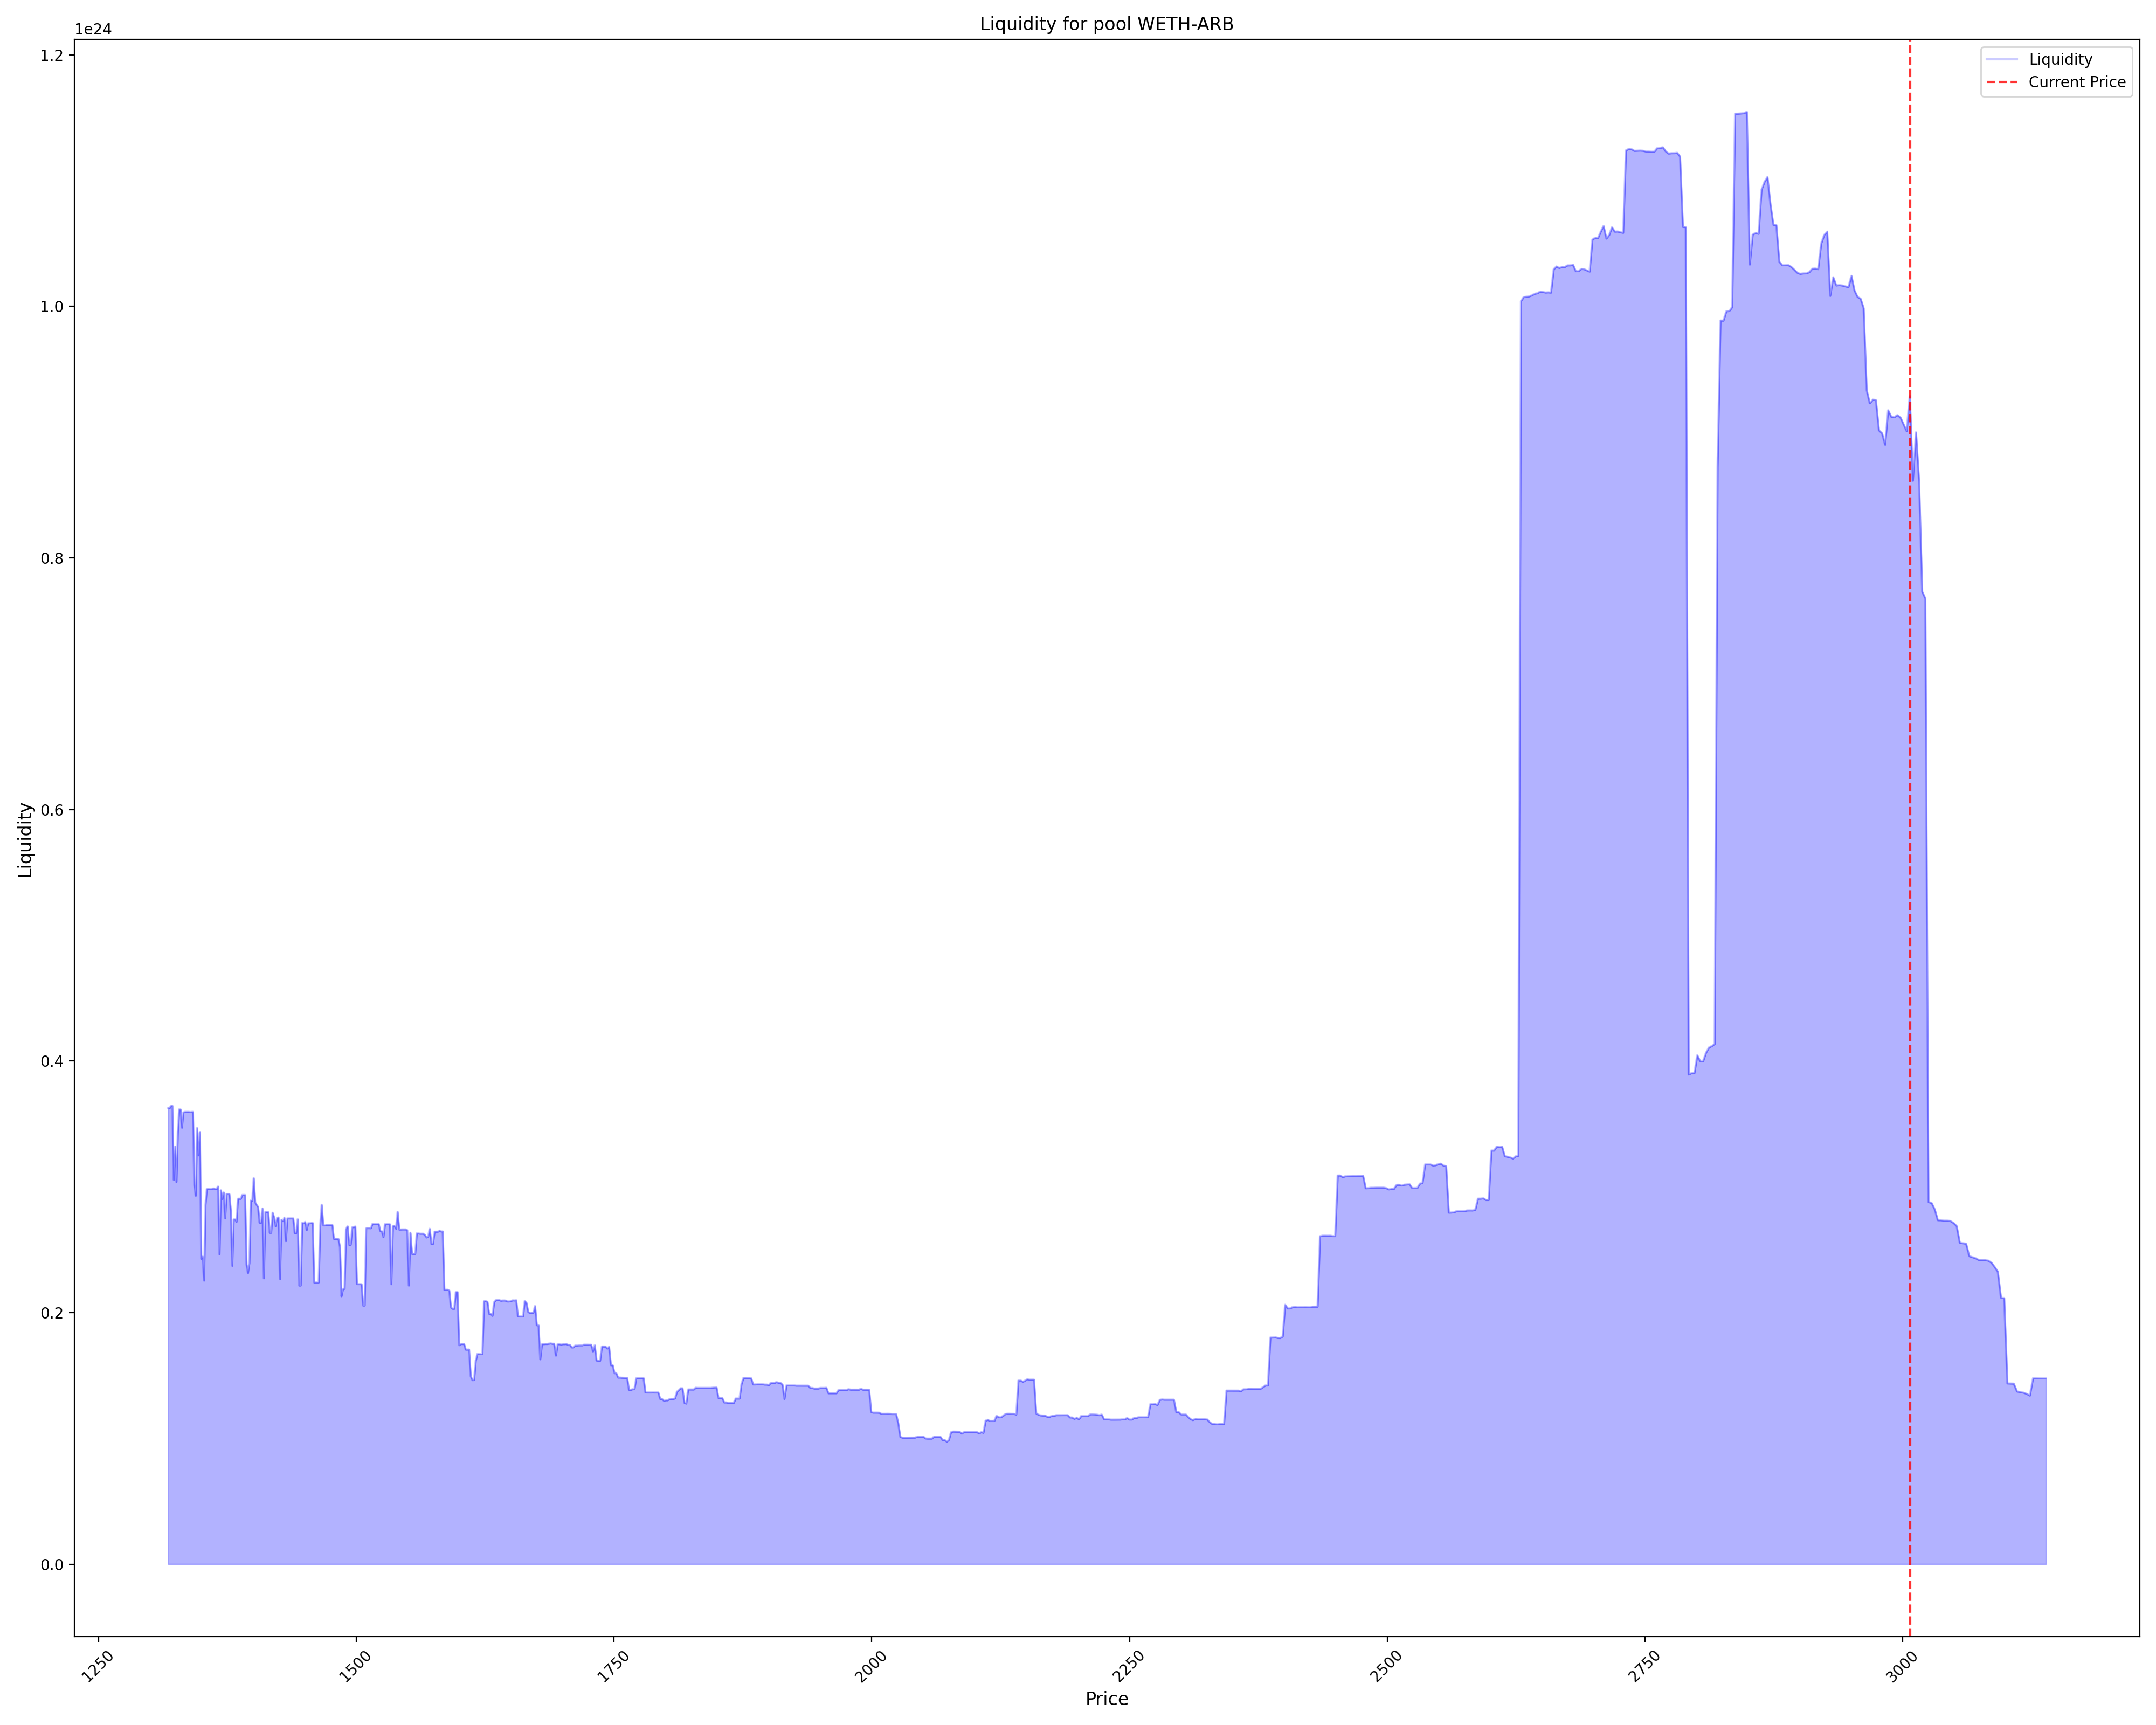 Liquidity for pool WETH-ARB
1e24
1.2
1.0
0.8
0.6
0.4
0.2
0.0
Liquidity
Liquidity
Current Price
1250
1500
1750
2000
2250
2500
2750
3000
Price